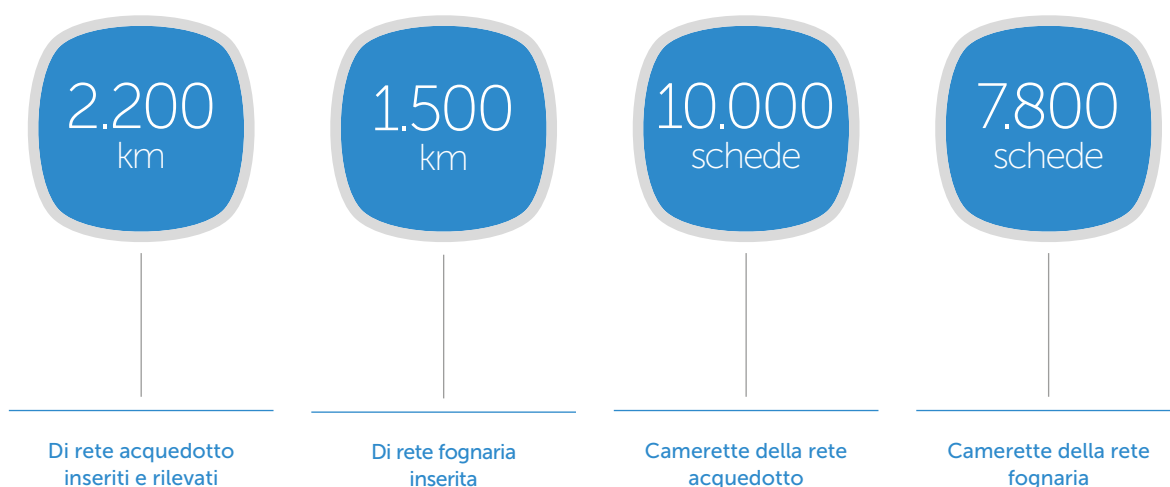 2.200
km
Di rete acquedotto
inseriti e rilevati
1.500
km
Di rete fognaria
inserita
10.000
schede
Camerette della rete
acquedotto
7.800
schede
Camerette della rete
fognaria